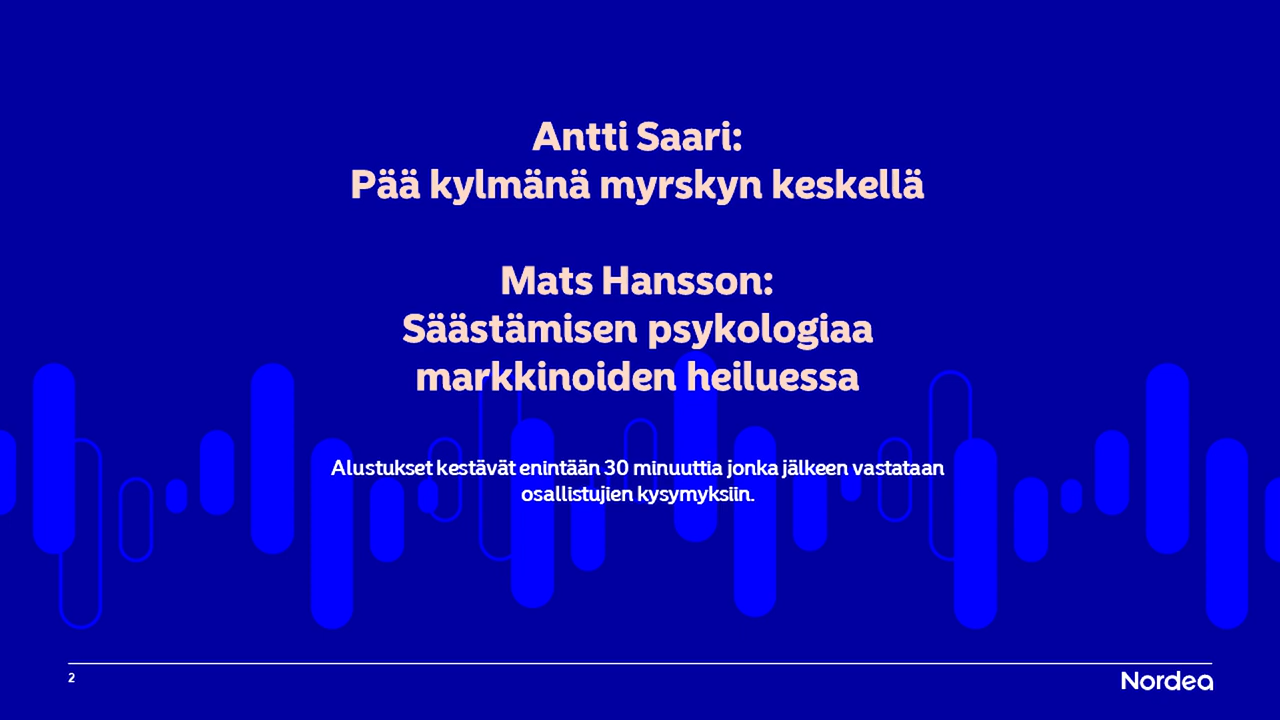 Antti Saari:
Pää kylmänä myrskyn keskellä
Mats Hansson:
Säästämisen psykologiaa
markkinoiden heiluessa
Alustukset kestävät enintään 30 minuuttia jonka jälkeen vastataan
osallistujien kysymyksiin.
2
Nordea